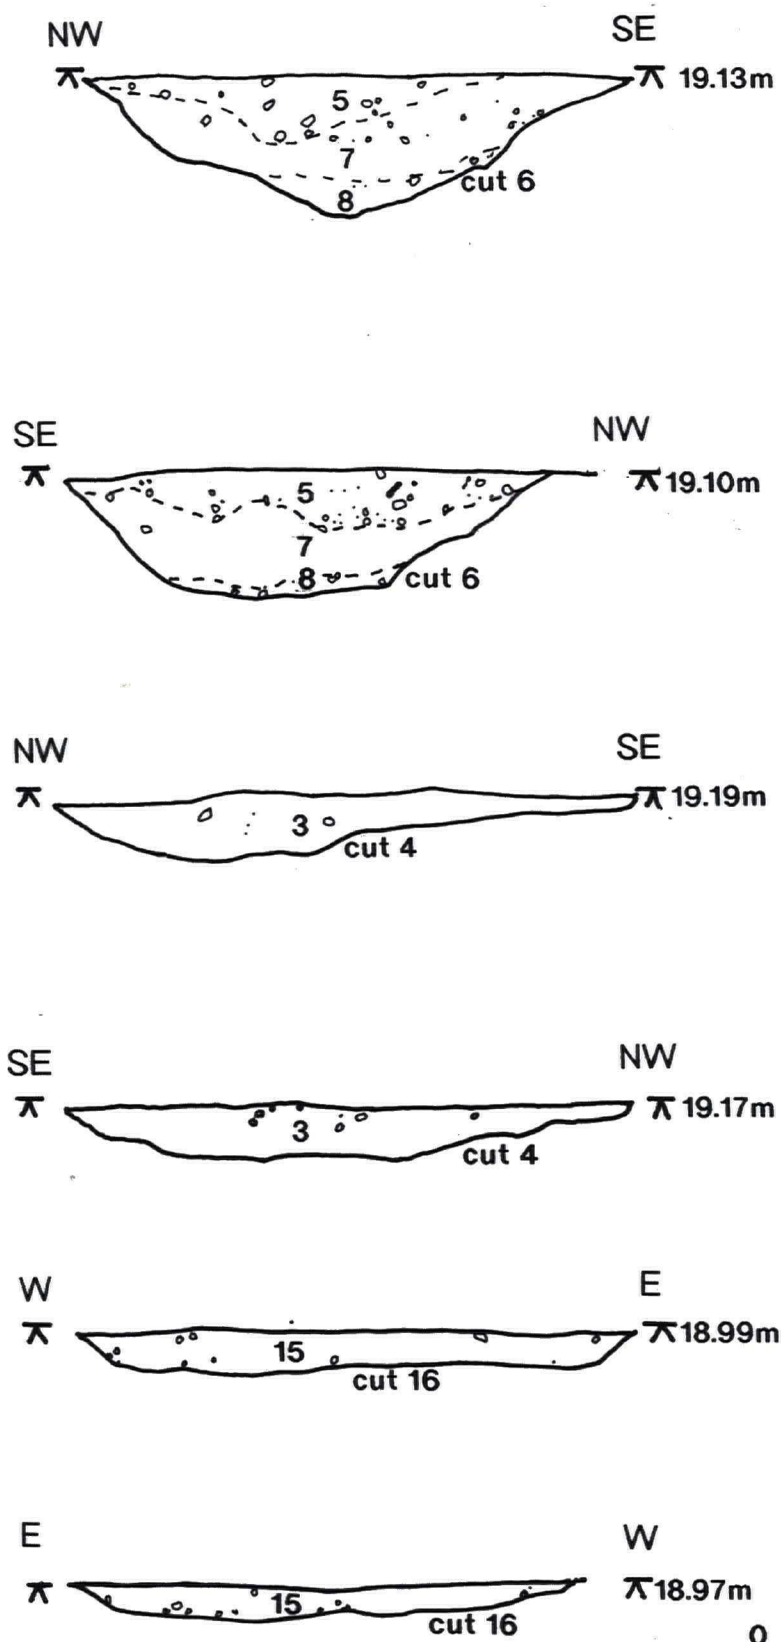 NW SE
19.13m
5
7
cut 6
8
SE NW
5 19.10m
7
8 cut 6
NW SE
19.19m
3
cut 4
SE NW
19.17m
3
cut 4
W E
18.99m
15
cut 16
E W
18.97m
15
cut 16
0